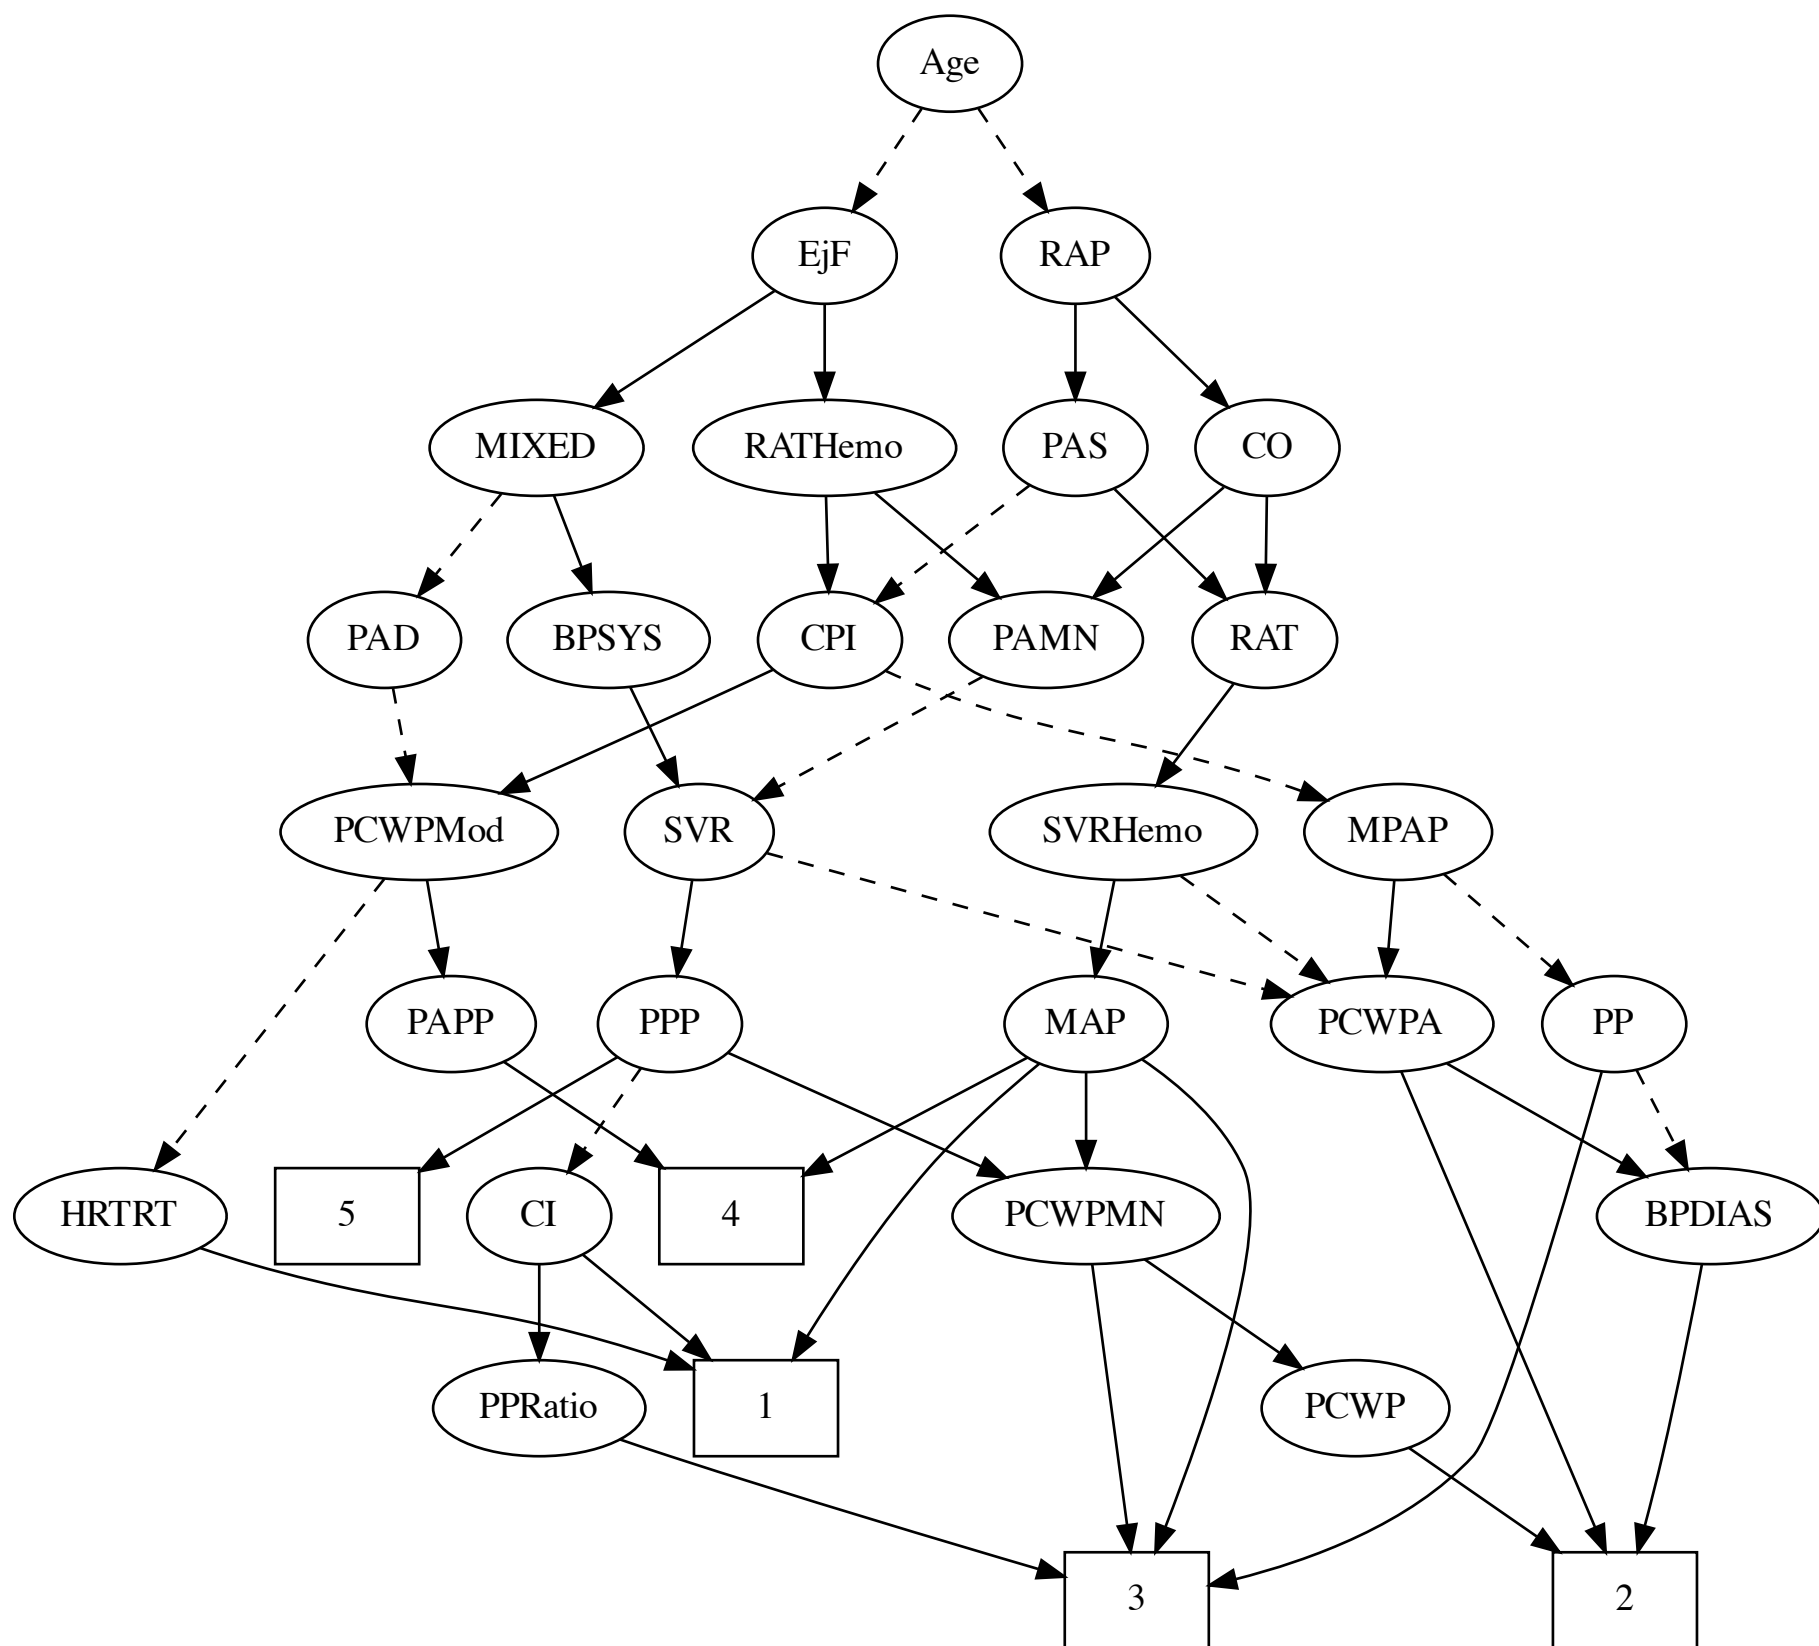 Age
EjF
RAP
MIXED
RATHemo
PAS
CO
PAD
BPSYS
CPI
PAMN
RAT
PCWPMod
SVR
SVRHemo
MPAP
PAPP
PPP
MAP
PCWPA
PP
HRTRT
5
CI
4
PCWPMN
BPDIAS
PPRatio
1
PCWP
3
2